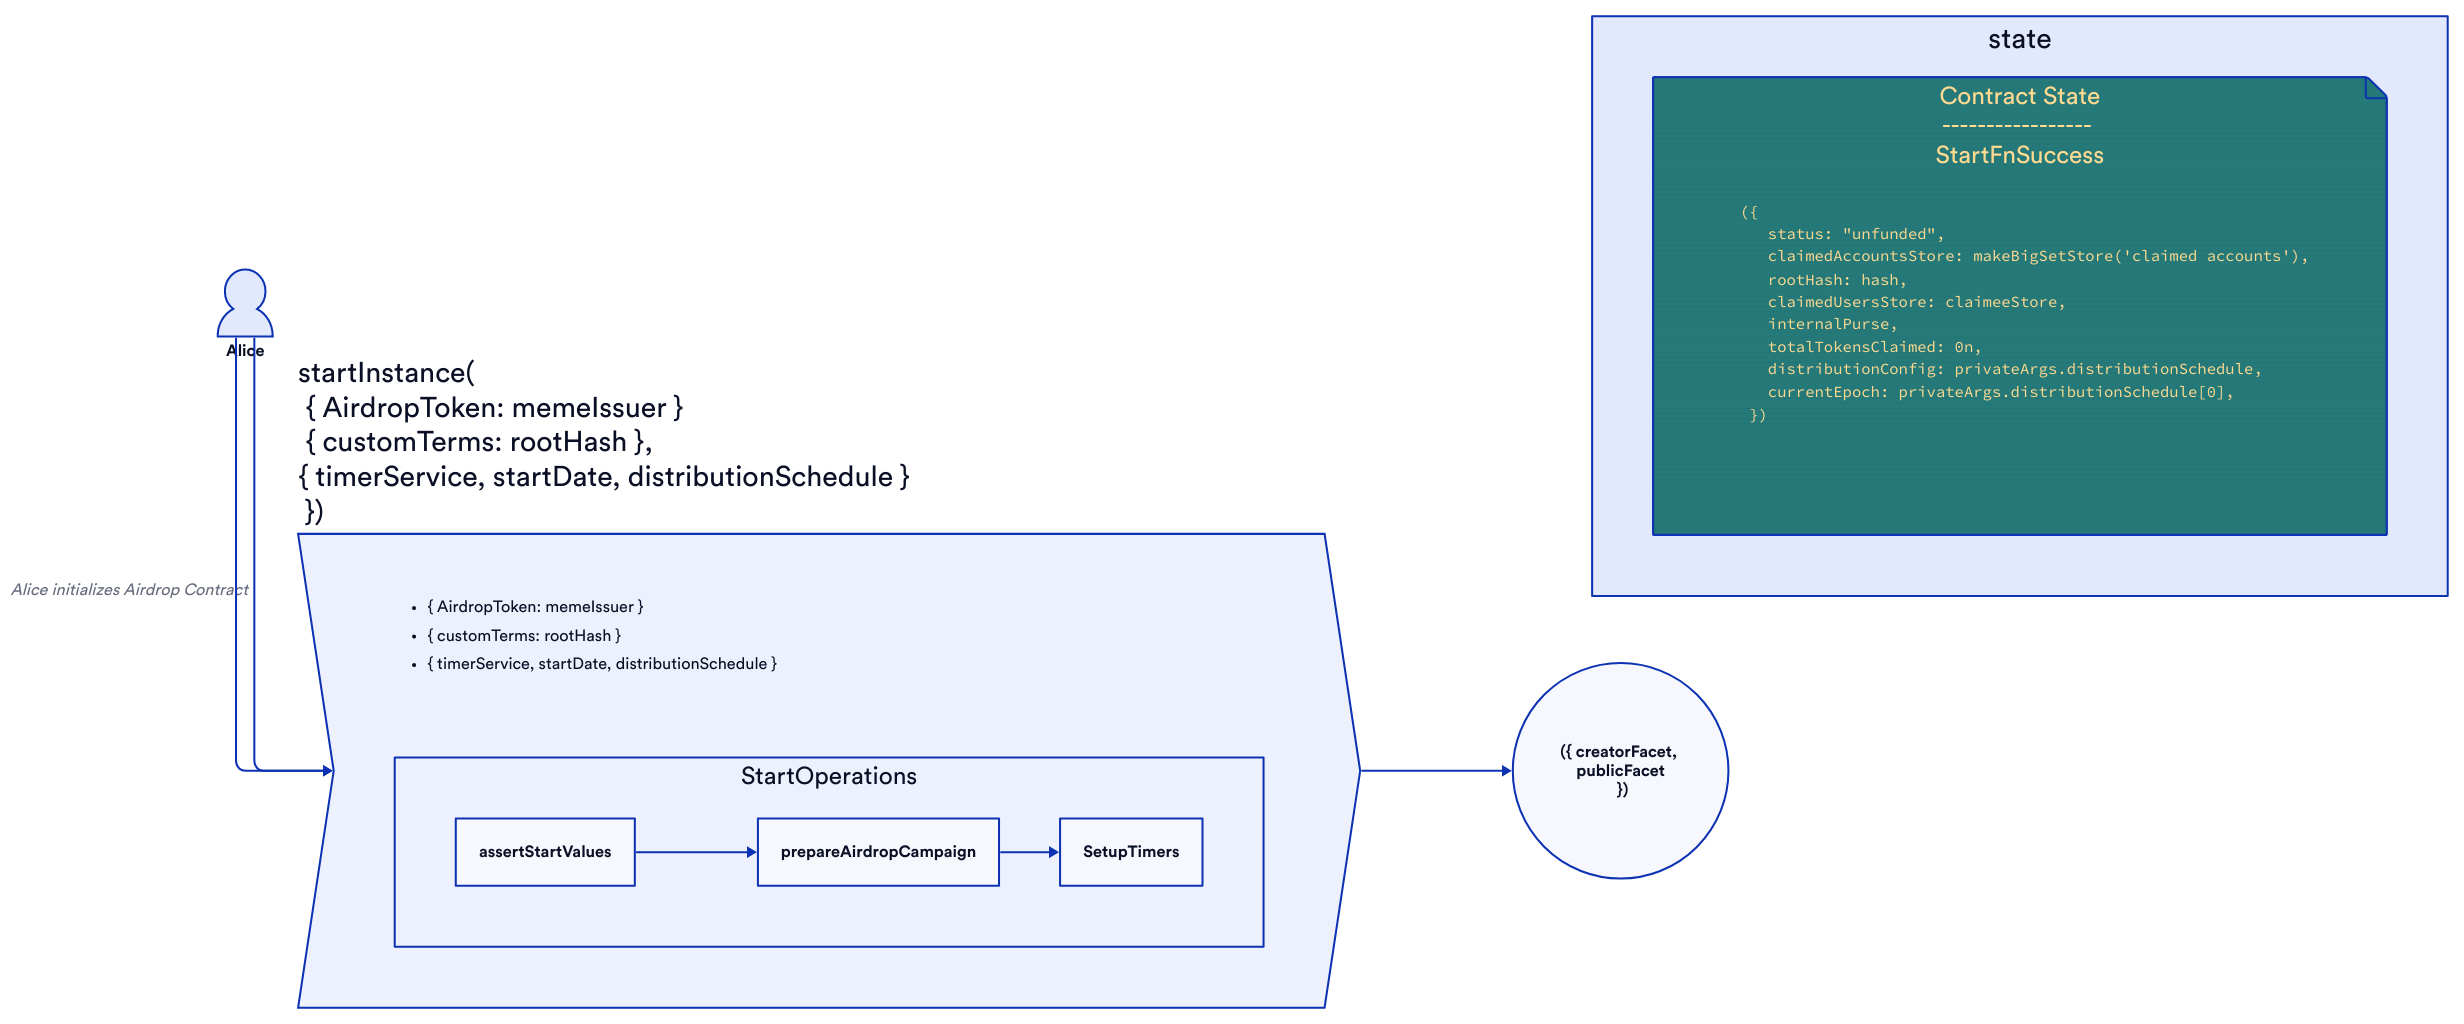 state
Contract State
-----------------
StartFnSuccess
({
status: "unfunded",
claimedAccountsStore: makeBigSetStore('claimed accounts'),
rootHash: hash,
claimedUsersStore: claimeeStore,
internalPurse,
totalTokensClaimed: 0n,
distributionConfig: privateArgs.distributionSchedule,
currentEpoch: privateArgs.distributionSchedule[0],
})
Alice
startInstance(
{ AirdropToken: memeIssuer }
{ customTerms: rootHash },
{ timerService, startDate, distributionSchedule }
})
Alice initializes Airdrop Contract
• { AirdropToken: memeIssuer }
• { customTerms: rootHash }
• { timerService, startDate, distributionSchedule }
StartOperations
assertStartValues
prepareAirdropCampaign
SetupTimers
({ creatorFacet,
publicFacet
})